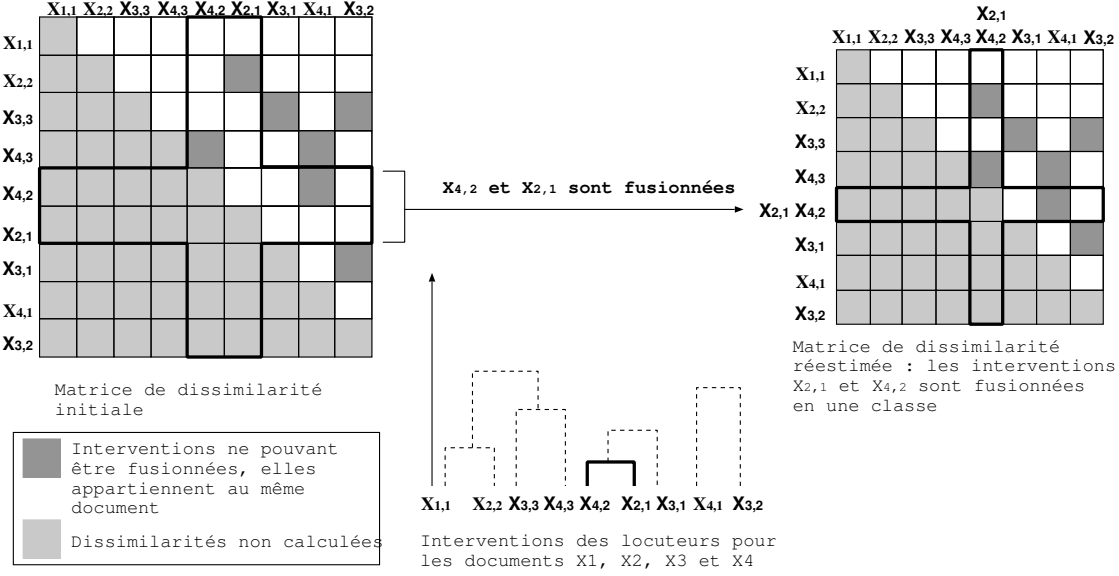 X1,1 X2,2 X3,3 X4,3 X4,2 X2,1 X3,1 X4,1 X3,2
X1,1
X2,2
X3,3
X4,3
X4,2
X2,1
X3,1
X4,1
X3,2
Matrice de dissimilarité
initiale
Interventions ne pouvant
être fusionnées, elles
appartiennent au même
document
Dissimilarités non calculées
X4,2 et X2,1 sont fusionnées
X1,1 X2,2 X3,3 X4,3 X4,2 X2,1 X3,1 X4,1 X3,2
Interventions des locuteurs pour
les documents X1, X2, X3 et X4
X2,1
X1,1 X2,2 X3,3 X4,3 X4,2 X3,1 X4,1 X3,2
X1,1
X2,2
X3,3
X4,3
X2,1 X4,2
X3,1
X4,1
X3,2
Matrice de dissimilarité
réestimée : les interventions
X2,1 et X4,2 sont fusionnées
en une classe